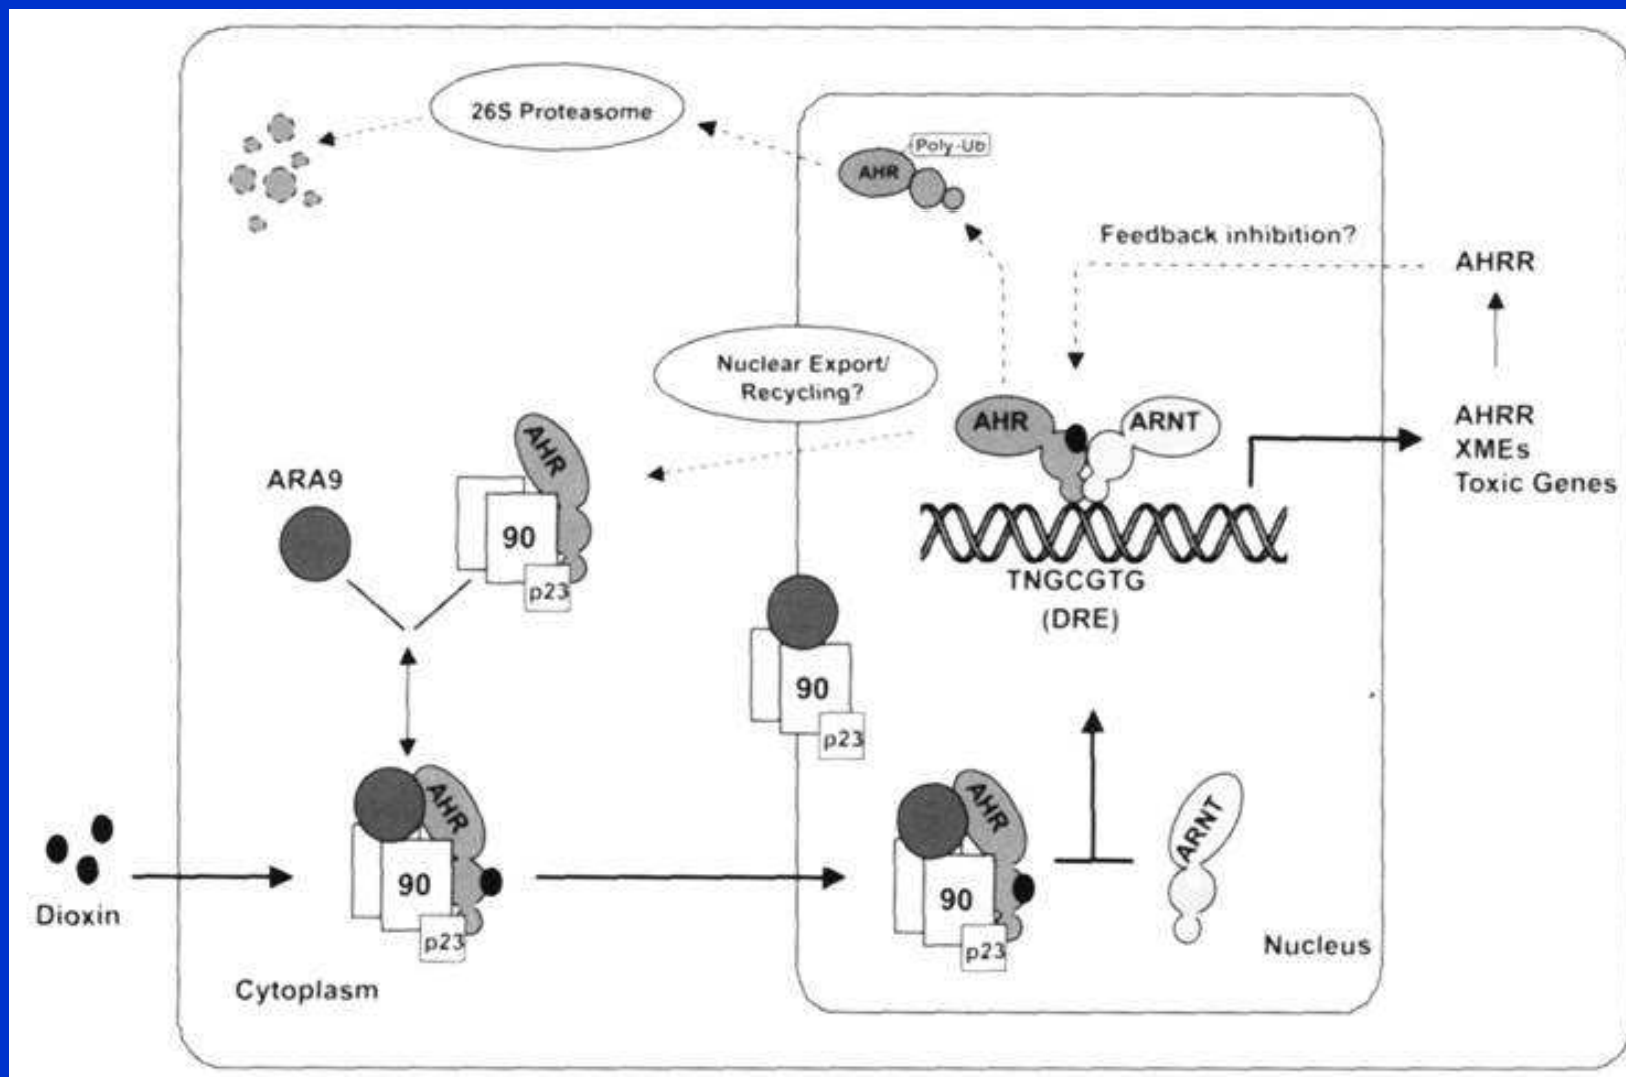 26S Proteasome
Poly-Ub
AHR
Feedback inhibition?
AHRR
Nuclear Export/
Recycling?
AHR
ARNT
AHRR
XMEs
Toxic Genes
ARA9
AHR
90
p23
TNGCGTG
(DRE)
90
p23
AHR
90
p23
AHR
90
p23
ARNT
Dioxin
Nucleus
Cytoplasm